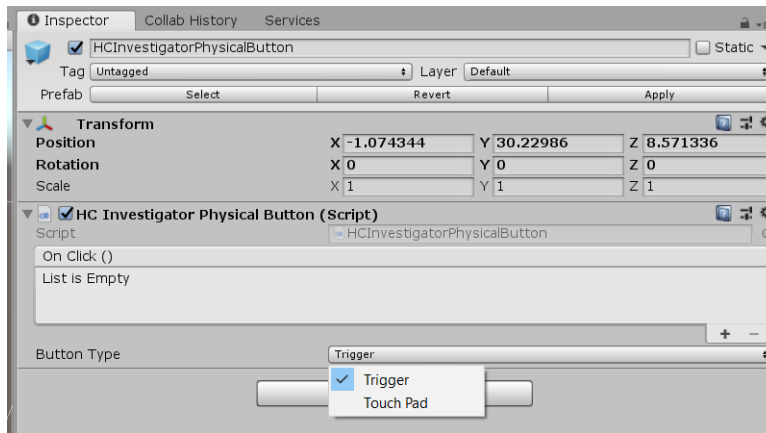 Inspector Collab History Services
HCInvestigatorPhysicalButton Static
Tag Untagged Layer Default
Prefab Select Revert Apply
Transform
Position X -1.074344 Y 30.22986 Z 8.571336
Rotation X 0 Y 0 Z 0
Scale X 1 Y 1 Z 1
HC Investigator Physical Button (Script)
Script HCInvestigatorPhysicalButton
On Click ()
List is Empty
+ −
Button Type Trigger
Trigger
Touch Pad